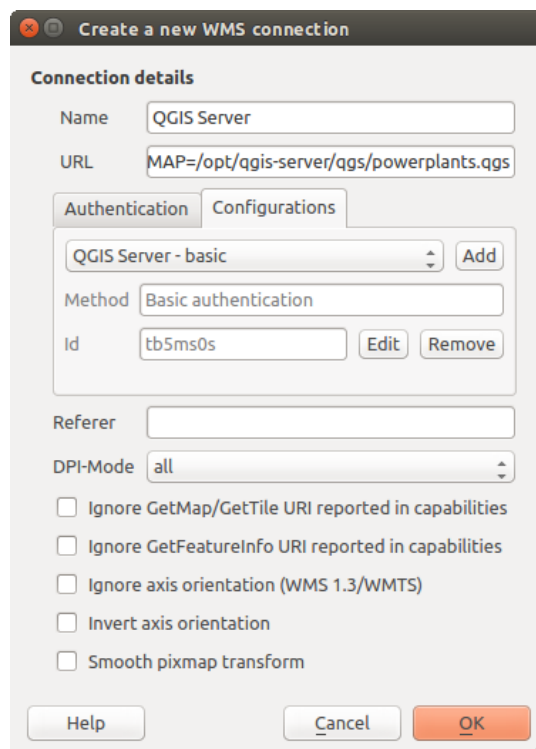 Create a new WMS connection
Connection details
Name QGIS Server
URL MAP=/opt/qgis-server/qgs/powerplants.qgs
Authentication Configurations
QGIS Server - basic Add
Method Basic authentication
Id tb5ms0s Edit Remove
Referer
DPI-Mode all
Ignore GetMap/GetTile URI reported in capabilities
Ignore GetFeatureInfo URI reported in capabilities
Ignore axis orientation (WMS 1.3/WMTS)
Invert axis orientation
Smooth pixmap transform
Help Cancel OK